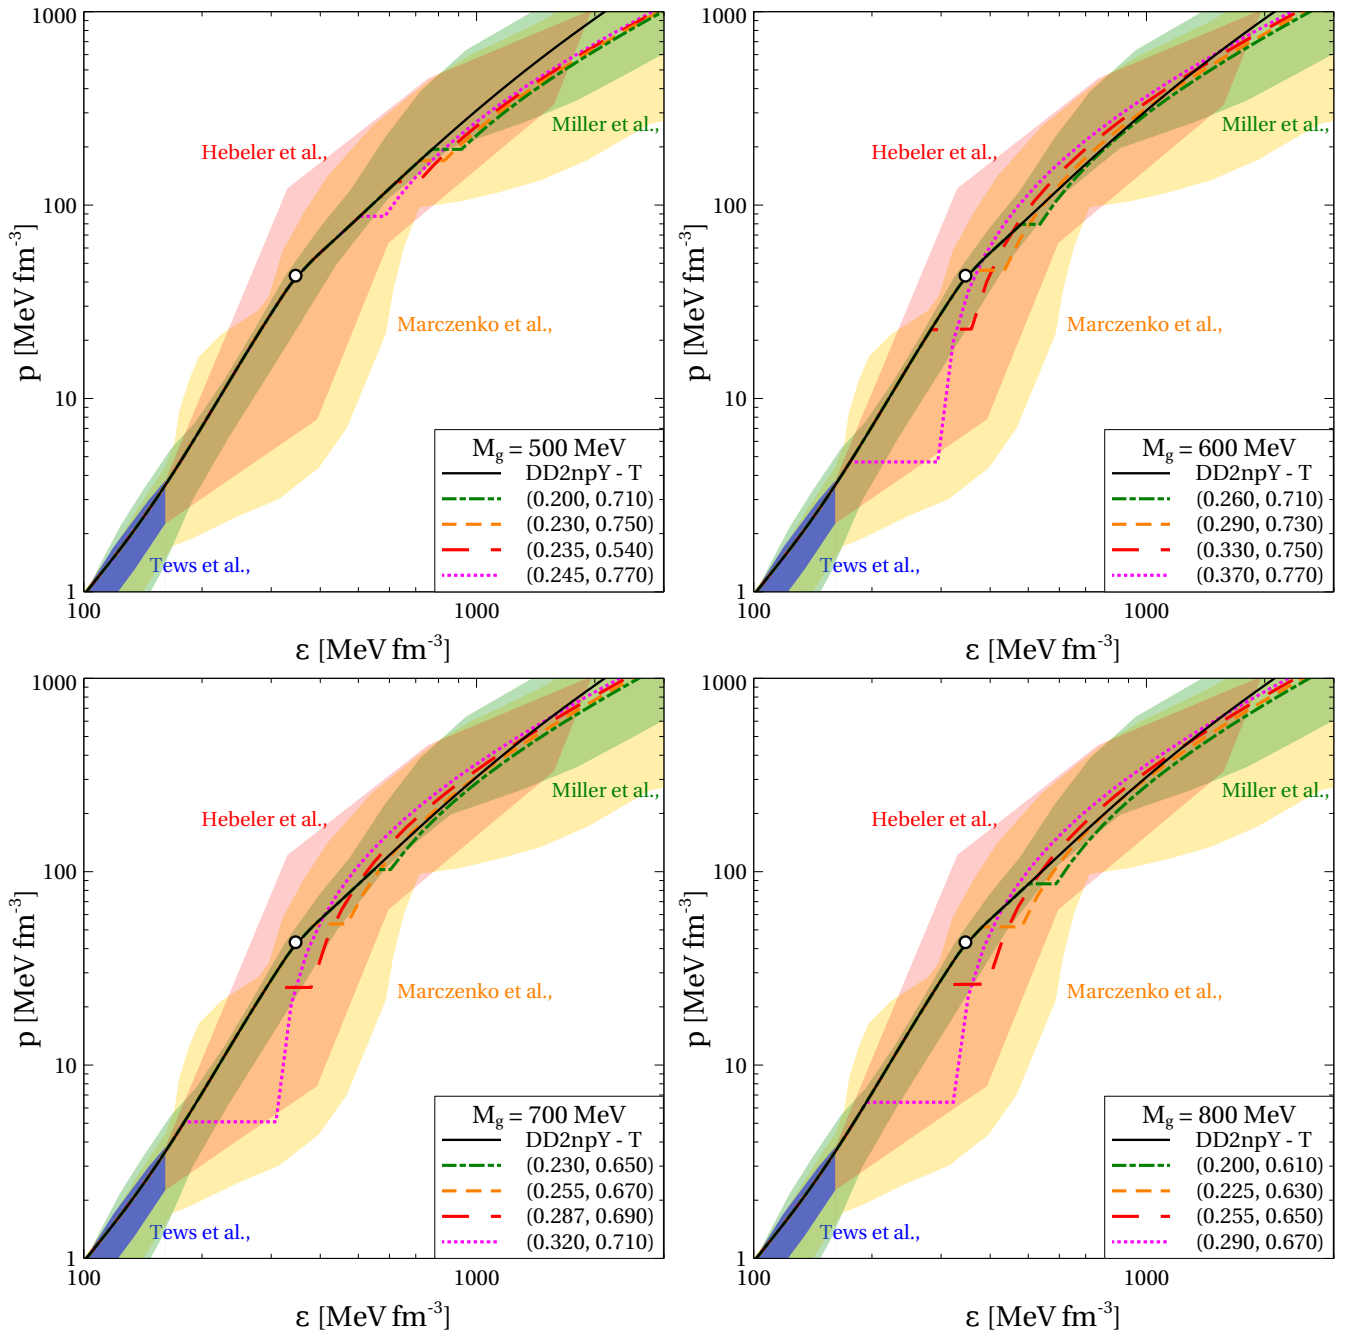 1000
100
10
1
p [MeV fm-3]
Hebeler et al.,
Miller et al.,
Marczenko et al.,
Tews et al.,
Mg = 500 MeV
DD2npY - T
(0.200, 0.710)
(0.230, 0.750)
(0.235, 0.540)
(0.245, 0.770)
100
1000
ε [MeV fm-3]
1000
100
10
1
p [MeV fm-3]
Hebeler et al.,
Miller et al.,
Marczenko et al.,
Tews et al.,
Mg = 600 MeV
DD2npY - T
(0.260, 0.710)
(0.290, 0.730)
(0.330, 0.750)
(0.370, 0.770)
100
1000
ε [MeV fm-3]
1000
100
10
1
p [MeV fm-3]
Hebeler et al.,
Miller et al.,
Marczenko et al.,
Tews et al.,
Mg = 700 MeV
DD2npY - T
(0.230, 0.650)
(0.255, 0.670)
(0.287, 0.690)
(0.320, 0.710)
100
1000
ε [MeV fm-3]
1000
100
10
1
p [MeV fm-3]
Hebeler et al.,
Miller et al.,
Marczenko et al.,
Tews et al.,
Mg = 800 MeV
DD2npY - T
(0.200, 0.610)
(0.225, 0.630)
(0.255, 0.650)
(0.290, 0.670)
100
1000
ε [MeV fm-3]